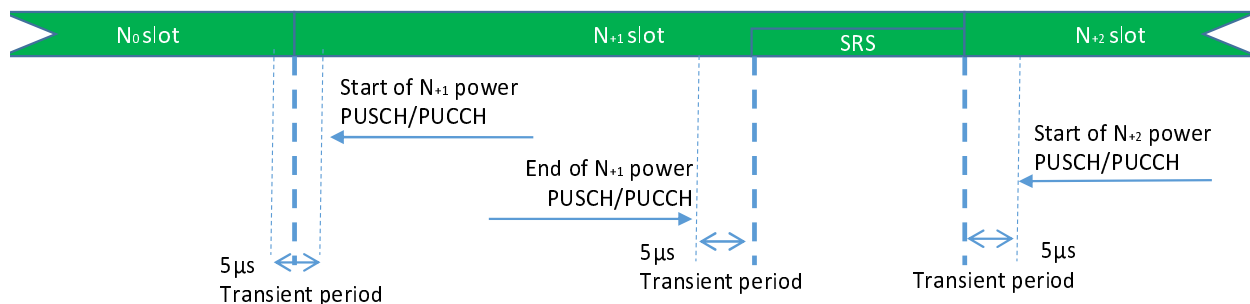 N₀ slot
N₊₁ slot
SRS
N₊₂ slot
Start of N₊₁ power
PUSCH/PUCCH
End of N₊₁ power
PUSCH/PUCCH
Start of N₊₂ power
PUSCH/PUCCH
5µs
Transient period
5µs
Transient period
5µs
Transient period